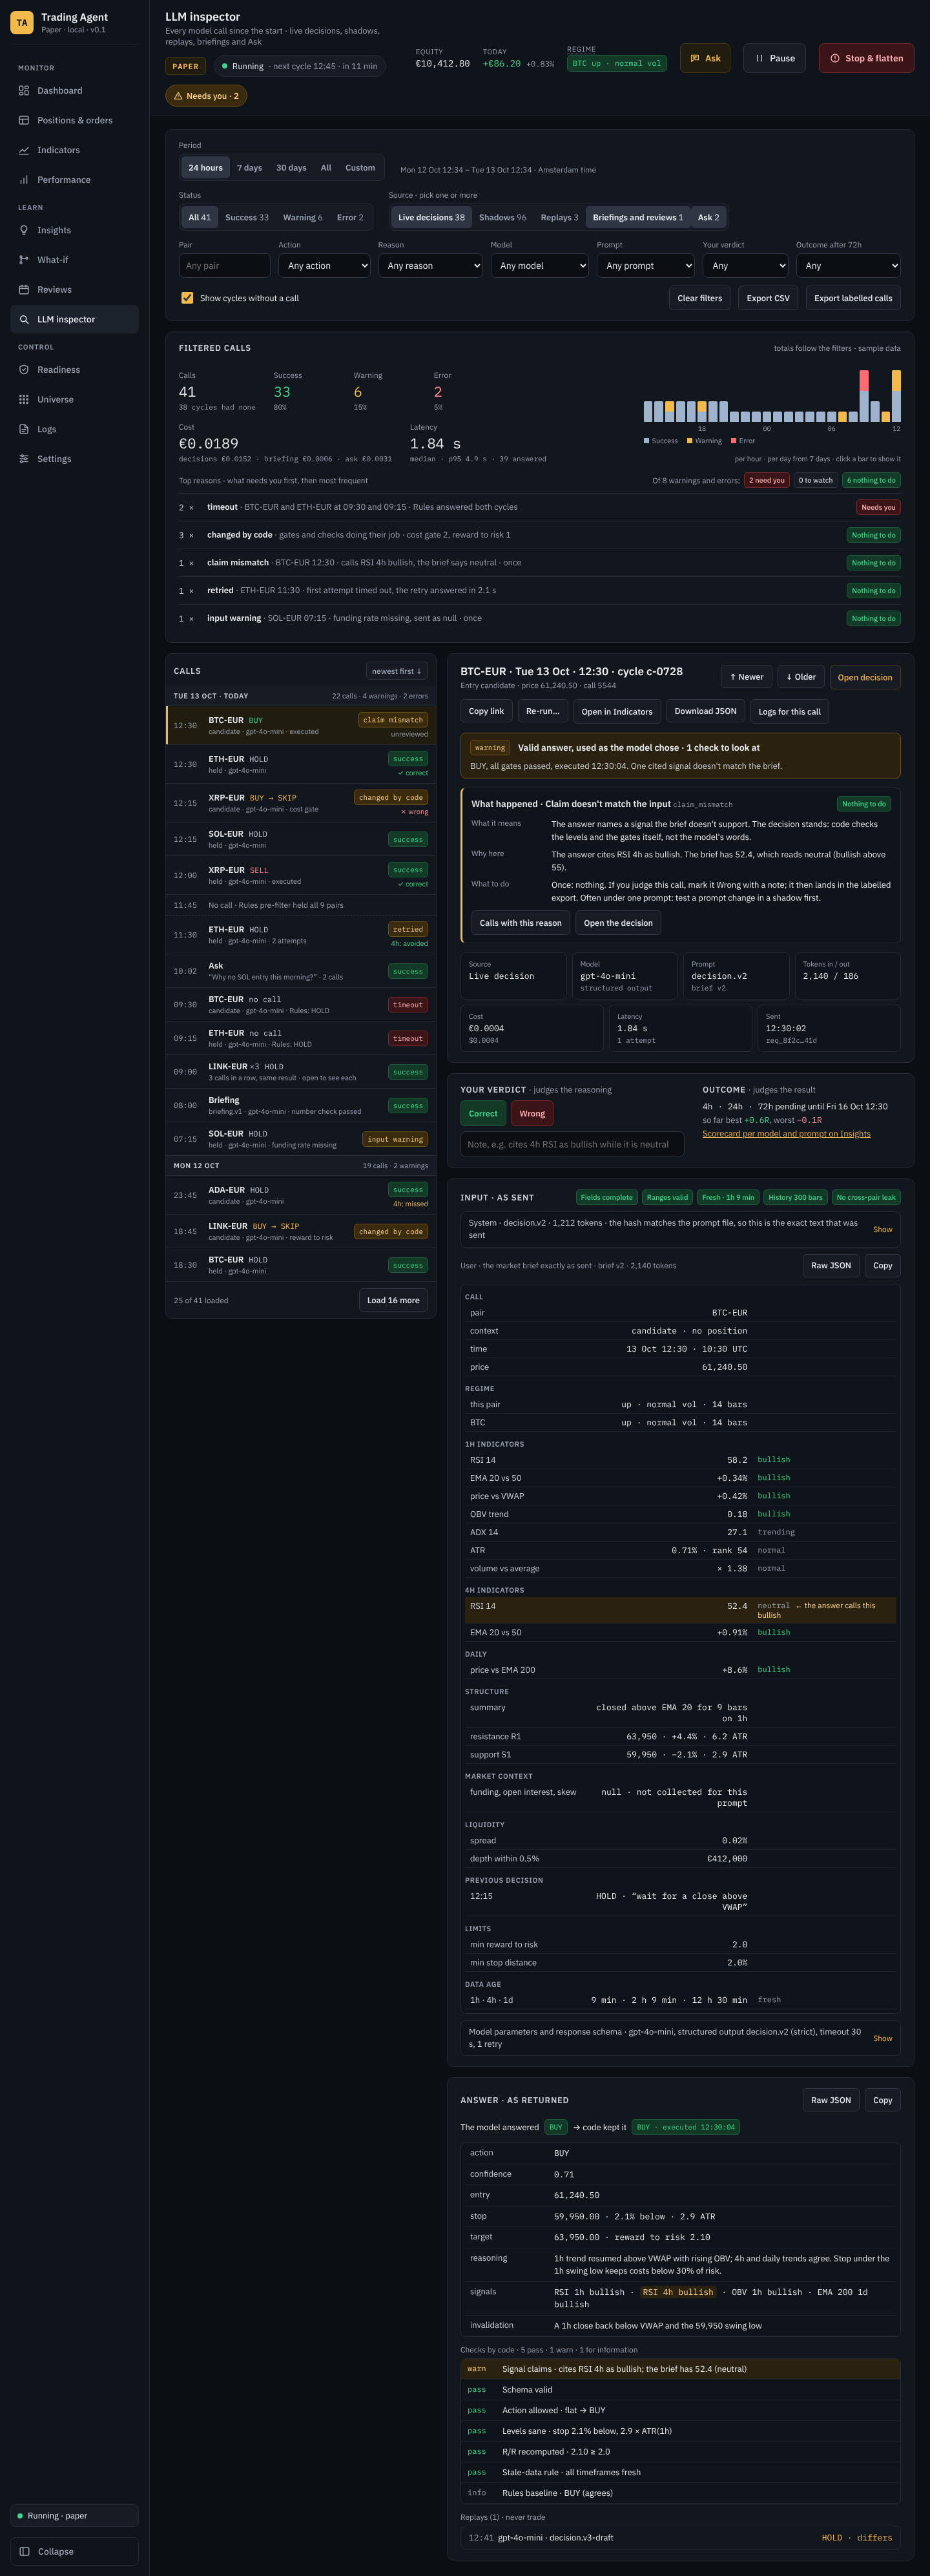 TA
Trading Agent
Paper · local · v0.1
MONITOR
Dashboard
Positions & orders
Indicators
Performance
LEARN
Insights
What-if
Reviews
LLM inspector
CONTROL
Readiness
Universe
Logs
Settings
Running · paper
Collapse
LLM inspector
Every model call since the start · live decisions, shadows,
replays, briefings and Ask
PAPER
Running · next cycle 12:45 · in 11 min
Needs you · 2
EQUITY
€10,412.80
TODAY
+€86.20 +0.83%
REGIME
BTC up · normal vol
Ask
Pause
Stop & flatten
Period
24 hours 7 days 30 days All Custom
Mon 12 Oct 12:34 – Tue 13 Oct 12:34 · Amsterdam time
Status
All 41 Success 33 Warning 6 Error 2
Source · pick one or more
Live decisions 38 Shadows 96 Replays 3 Briefings and reviews 1 Ask 2
Pair Action Reason Model Prompt Your verdict Outcome after 72h
Any pair Any action Any reason Any model Any prompt Any Any
Show cycles without a call
Clear filters Export CSV Export labelled calls
FILTERED CALLS
totals follow the filters · sample data
Calls
41
38 cycles had none
Success
33
80%
Warning
6
15%
Error
2
5%
Cost
€0.0189
decisions €0.0152 · briefing €0.0006 · ask €0.0031
Latency
1.84 s
median · p95 4.9 s · 39 answered
18 00 06 12
Success Warning Error
per hour · per day from 7 days · click a bar to show it
Top reasons · what needs you first, then most frequent
Of 8 warnings and errors: 2 need you 0 to watch 6 nothing to do
2 × timeout · BTC-EUR and ETH-EUR at 09:30 and 09:15 · Rules answered both cycles Needs you
3 × changed by code · gates and checks doing their job · cost gate 2, reward to risk 1 Nothing to do
1 × claim mismatch · BTC-EUR 12:30 · calls RSI 4h bullish, the brief says neutral · once Nothing to do
1 × retried · ETH-EUR 11:30 · first attempt timed out, the retry answered in 2.1 s Nothing to do
1 × input warning · SOL-EUR 07:15 · funding rate missing, sent as null · once Nothing to do
CALLS
newest first ↓
TUE 13 OCT · TODAY 22 calls · 4 warnings · 2 errors
12:30 BTC-EUR BUY claim mismatch
candidate · gpt-4o-mini · executed unreviewed
12:30 ETH-EUR HOLD success
held · gpt-4o-mini ✓ correct
12:15 XRP-EUR BUY → SKIP changed by code
candidate · gpt-4o-mini · cost gate × wrong
12:15 SOL-EUR HOLD success
held · gpt-4o-mini
12:00 XRP-EUR SELL success
held · gpt-4o-mini · executed ✓ correct
11:45 No call · Rules pre-filter held all 9 pairs
11:30 ETH-EUR HOLD retried
held · gpt-4o-mini · 2 attempts 4h: avoided
10:02 Ask success
“Why no SOL entry this morning?” · 2 calls
09:30 BTC-EUR no call timeout
candidate · gpt-4o-mini · Rules: HOLD
09:15 ETH-EUR no call timeout
held · gpt-4o-mini · Rules: HOLD
09:00 LINK-EUR ×3 HOLD success
3 calls in a row, same result · open to see each
08:00 Briefing success
briefing.v1 · gpt-4o-mini · number check passed
07:15 SOL-EUR HOLD input warning
held · gpt-4o-mini · funding rate missing
MON 12 OCT 19 calls · 2 warnings
23:45 ADA-EUR HOLD success
candidate · gpt-4o-mini 4h: missed
18:45 LINK-EUR BUY → SKIP changed by code
candidate · gpt-4o-mini · reward to risk
18:30 BTC-EUR HOLD success
held · gpt-4o-mini
25 of 41 loaded Load 16 more
BTC-EUR · Tue 13 Oct · 12:30 · cycle c-0728
Entry candidate · price 61,240.50 · call 5544
↑ Newer ↓ Older Open decision
Copy link Re-run... Open in Indicators Download JSON Logs for this call
warning Valid answer, used as the model chose · 1 check to look at
BUY, all gates passed, executed 12:30:04. One cited signal doesn't match the brief.
What happened · Claim doesn't match the input claim_mismatch Nothing to do
What it means The answer names a signal the brief doesn't support. The decision stands: code checks
the levels and the gates itself, not the model's words.
Why here The answer cites RSI 4h as bullish. The brief has 52.4, which reads neutral (bullish above
55).
What to do Once: nothing. If you judge this call, mark it Wrong with a note; it then lands in the labelled
export. Often under one prompt: test a prompt change in a shadow first.
Calls with this reason Open the decision
Source
Live decision
Model
gpt-4o-mini
structured output
Prompt
decision.v2
brief v2
Tokens in / out
2,140 / 186
Cost
€0.0004
$0.0004
Latency
1.84 s
1 attempt
Sent
12:30:02
req_8f2c…41d
YOUR VERDICT · judges the reasoning
Correct Wrong
Note, e.g. cites 4h RSI as bullish while it is neutral
OUTCOME · judges the result
4h · 24h · 72h pending until Fri 16 Oct 12:30
so far best +0.6R, worst −0.1R
Scorecard per model and prompt on Insights
INPUT · AS SENT
Fields complete Ranges valid Fresh · 1h 9 min History 300 bars No cross-pair leak
System · decision.v2 · 1,212 tokens · the hash matches the prompt file, so this is the exact text that was
sent
Show
User · the market brief exactly as sent · brief v2 · 2,140 tokens
Raw JSON Copy
CALL
pair BTC-EUR
context candidate · no position
time 13 Oct 12:30 · 10:30 UTC
price 61,240.50
REGIME
this pair up · normal vol · 14 bars
BTC up · normal vol · 14 bars
1H INDICATORS
RSI 14 58.2 bullish
EMA 20 vs 50 +0.34% bullish
price vs VWAP +0.42% bullish
OBV trend 0.18 bullish
ADX 14 27.1 trending
ATR 0.71% · rank 54 normal
volume vs average × 1.38 normal
4H INDICATORS
RSI 14 52.4 neutral ← the answer calls this
bullish
EMA 20 vs 50 +0.91% bullish
DAILY
price vs EMA 200 +8.6% bullish
STRUCTURE
summary closed above EMA 20 for 9 bars
on 1h
resistance R1 63,950 · +4.4% · 6.2 ATR
support S1 59,950 · −2.1% · 2.9 ATR
MARKET CONTEXT
funding, open interest, skew null · not collected for this
prompt
LIQUIDITY
spread 0.02%
depth within 0.5% €412,000
PREVIOUS DECISION
12:15 HOLD · “wait for a close above
VWAP”
LIMITS
min reward to risk 2.0
min stop distance 2.0%
DATA AGE
1h · 4h · 1d 9 min · 2 h 9 min · 12 h 30 min fresh
Model parameters and response schema · gpt-4o-mini, structured output decision.v2 (strict), timeout 30
s, 1 retry
Show
ANSWER · AS RETURNED
Raw JSON Copy
The model answered BUY → code kept it BUY · executed 12:30:04
action BUY
confidence 0.71
entry 61,240.50
stop 59,950.00 · 2.1% below · 2.9 ATR
target 63,950.00 · reward to risk 2.10
reasoning 1h trend resumed above VWAP with rising OBV; 4h and daily trends agree. Stop under the
1h swing low keeps costs below 30% of risk.
signals RSI 1h bullish · RSI 4h bullish · OBV 1h bullish · EMA 200 1d
bullish
invalidation A 1h close back below VWAP and the 59,950 swing low
Checks by code · 5 pass · 1 warn · 1 for information
warn Signal claims · cites RSI 4h as bullish; the brief has 52.4 (neutral)
pass Schema valid
pass Action allowed · flat → BUY
pass Levels sane · stop 2.1% below, 2.9 × ATR(1h)
pass R/R recomputed · 2.10 ≥ 2.0
pass Stale-data rule · all timeframes fresh
info Rules baseline · BUY (agrees)
Replays (1) · never trade
12:41 gpt-4o-mini · decision.v3-draft HOLD · differs